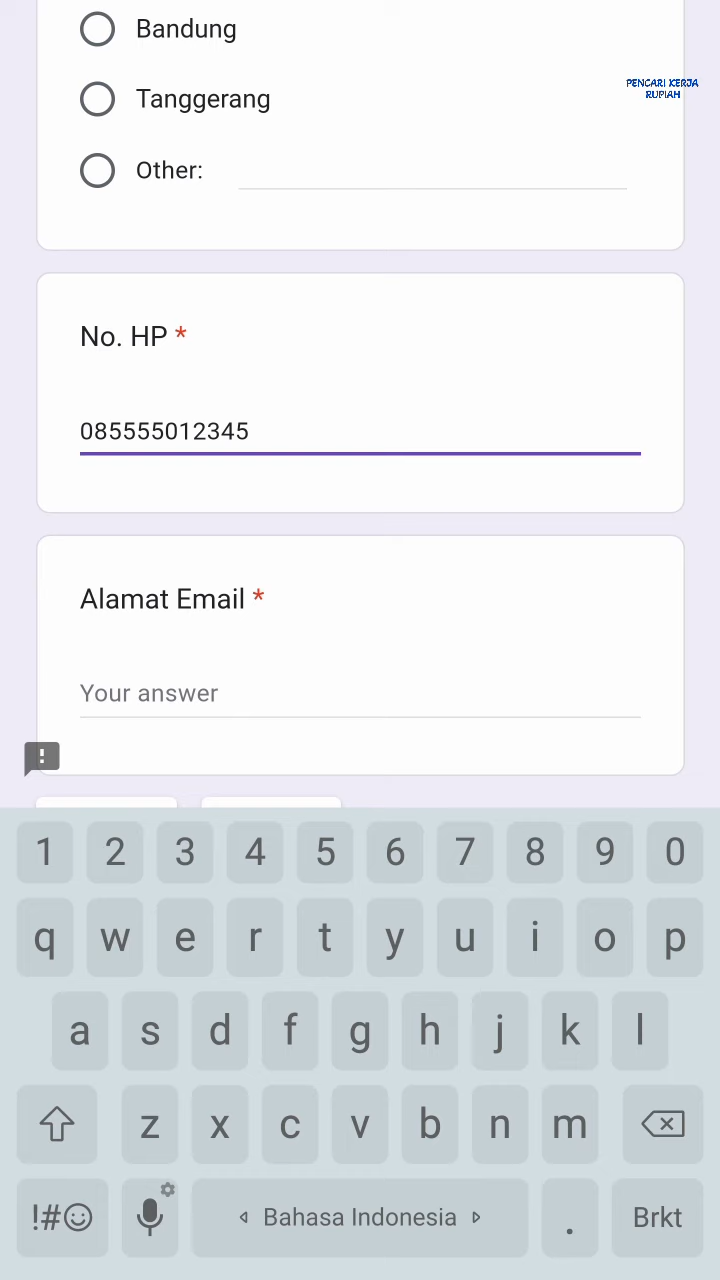 Bandung
Tanggerang
PENCARI KERJA
RUPIAH
Other:
No. HP *
085555012345
Alamat Email *
Your answer
1 2 3 4 5 6 7 8 9 0
q w e r t y u i o p
a s d f g h j k l
z x c v b n m
!#☺ Bahasa Indonesia . Brkt